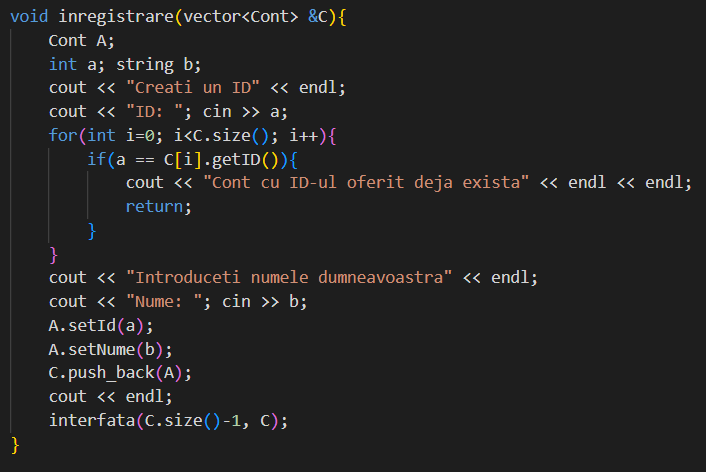 void inregistrare(vector<Cont> &C){
    Cont A;
    int a; string b;
    cout << "Creati un ID" << endl;
    cout << "ID: "; cin >> a;
    for(int i=0; i<C.size(); i++){
        if(a == C[i].getID()){
            cout << "Cont cu ID-ul oferit deja exista" << endl << endl;
            return;
        }
    }
    cout << "Introduceti numele dumneavoastra" << endl;
    cout << "Nume: "; cin >> b;
    A.setId(a);
    A.setNume(b);
    C.push_back(A);
    cout << endl;
    interfata(C.size()-1, C);
}